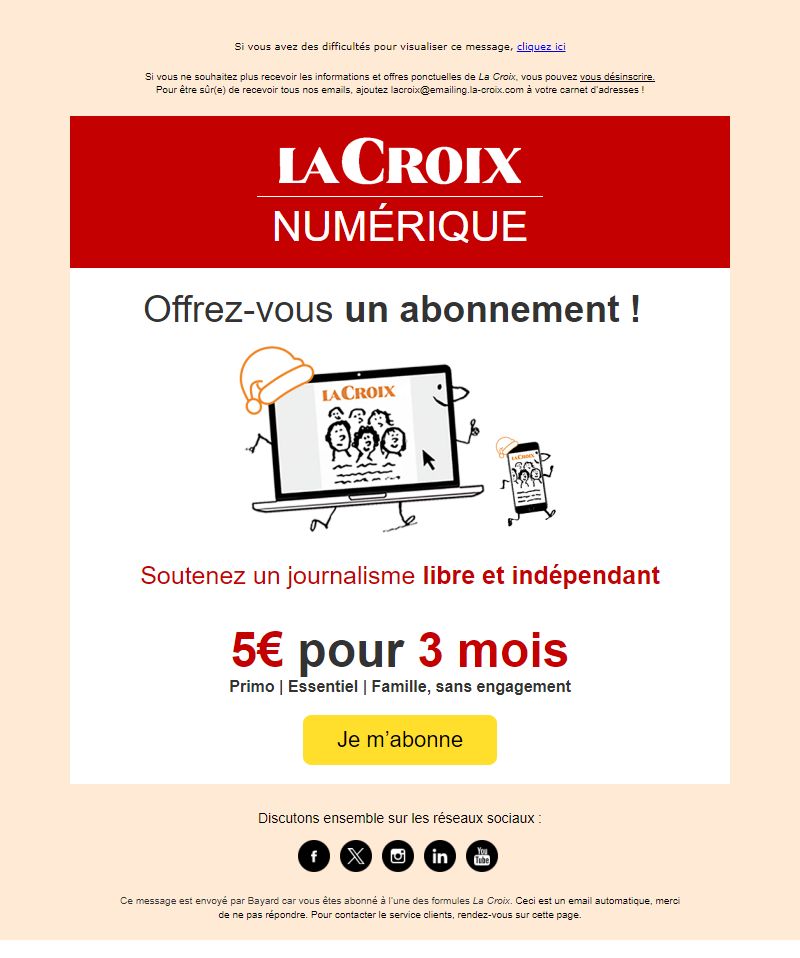 Si vous avez des difficultés pour visualiser ce message, cliquez ici
Si vous ne souhaitez plus recevoir les informations et offres ponctuelles de La Croix, vous pouvez vous désinscrire.
Pour être sûr(e) de recevoir tous nos emails, ajoutez lacroix@emailing.la-croix.com à votre carnet d'adresses !
LA CROIX
NUMÉRIQUE
Offrez-vous un abonnement !
LA CROIX
LA CROIX
Soutenez un journalisme libre et indépendant
5€ pour 3 mois
Primo | Essentiel | Famille, sans engagement
Je m’abonne
Discutons ensemble sur les réseaux sociaux :
f X in You Tube
Ce message est envoyé par Bayard car vous êtes abonné à l'une des formules La Croix. Ceci est un email automatique, merci
de ne pas répondre. Pour contacter le service clients, rendez-vous sur cette page.